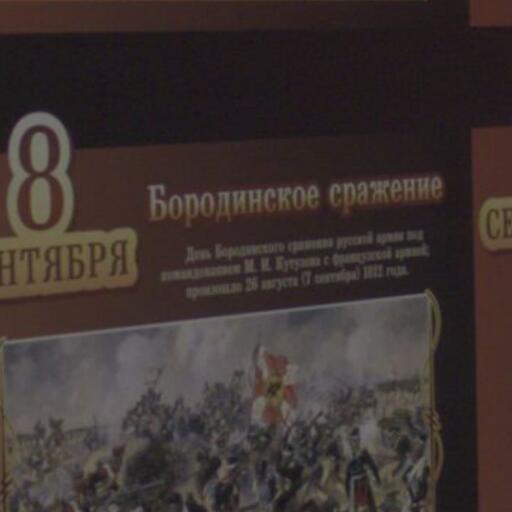 8
НТЯБРЯ
Бородинское сражение
День Бородинского сражения русской армии под
командованием М. И. Кутузова с французской армией;
произошло 26 августа (7 сентября) 1812 года.
СЕ